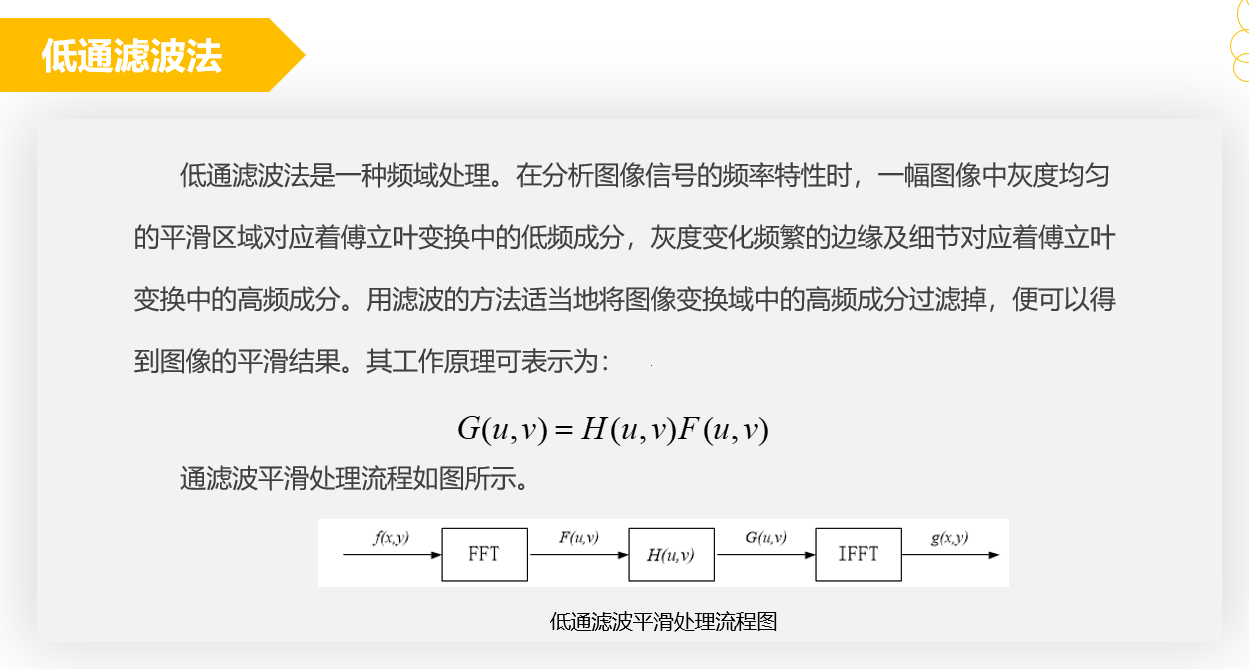 低通滤波法
低通滤波法是一种频域处理。在分析图像信号的频率特性时，一幅图像中灰度均匀
的平滑区域对应着傅立叶变换中的低频成分，灰度变化频繁的边缘及细节对应着傅立叶
变换中的高频成分。用滤波的方法适当地将图像变换域中的高频成分过滤掉，便可以得
到图像的平滑结果。其工作原理可表示为：
G(u,v) = H(u,v)F(u,v)
通滤波平滑处理流程如图所示。
f(x,y) FFT F(u,v) H(u,v) G(u,v) IFFT g(x,y)
低通滤波平滑处理流程图